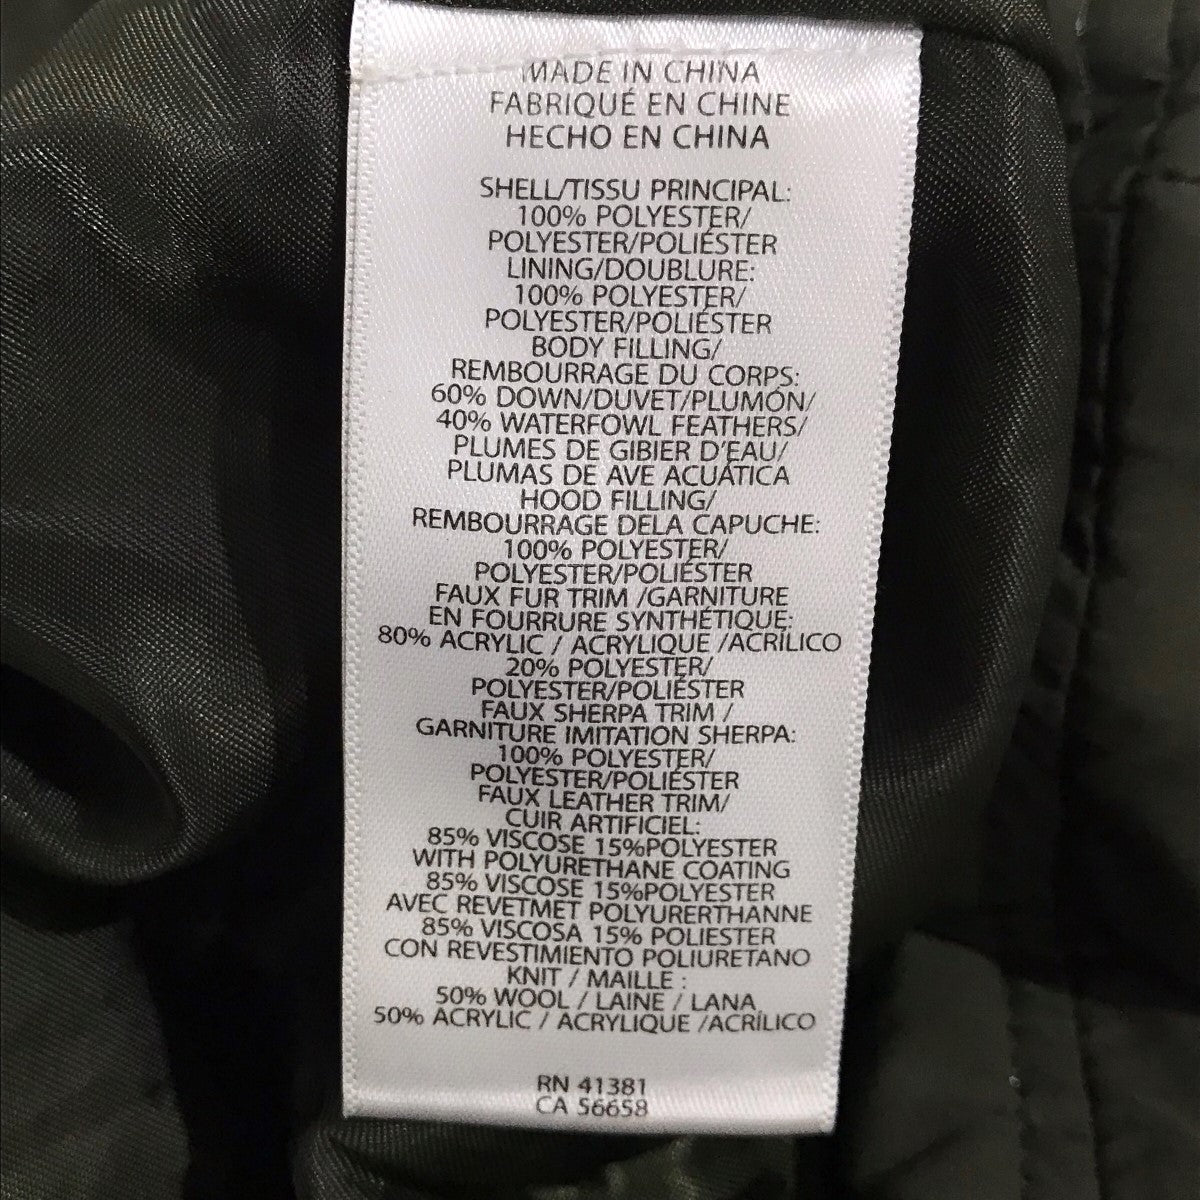 MADE IN CHINA
FABRIQUÉ EN CHINE
HECHO EN CHINA
SHELL/TISSU PRINCIPAL:
100% POLYESTER/
POLYESTER/POLIÉSTER
LINING/DOUBLURE:
100% POLYESTER/
POLYESTER/POLIÉSTER
BODY FILLING/
REMBOURRAGE DU CORPS:
60% DOWN/DUVET/PLUMÓN/
40% WATERFOWL FEATHERS/
PLUMES DE GIBIER D'EAU/
PLUMAS DE AVE ACUÁTICA
HOOD FILLING/
REMBOURRAGE DELA CAPUCHE:
100% POLYESTER/
POLYESTER/POLIÉSTER
FAUX FUR TRIM /GARNITURE
EN FOURRURE SYNTHÉTIQUE:
80% ACRYLIC / ACRYLIQUE /ACRÍLICO
20% POLYESTER/
POLYESTER/POLIÉSTER
FAUX SHERPA TRIM /
GARNITURE IMITATION SHERPA:
100% POLYESTER/
POLYESTER/POLIÉSTER
FAUX LEATHER TRIM/
CUIR ARTIFICIEL:
85% VISCOSE 15%POLYESTER
WITH POLYURETHANE COATING
85% VISCOSE 15%POLYESTER
AVEC REVETMET POLYURERTHANNE
85% VISCOSA 15% POLIESTER
CON REVESTIMIENTO POLIURETANO
KNIT / MAILLE :
50% WOOL / LAINE / LANA
50% ACRYLIC / ACRYLIQUE /ACRÍLICO
RN 41381
CA 56658